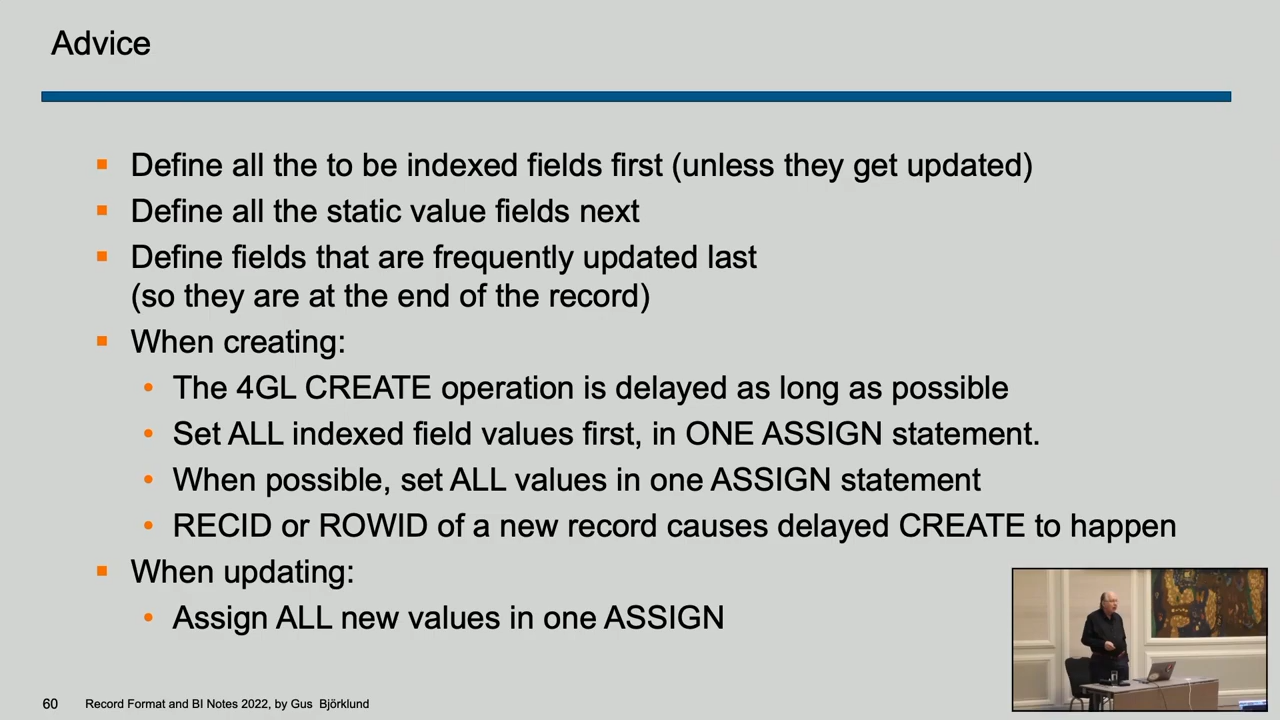 Advice
Define all the to be indexed fields first (unless they get updated)
Define all the static value fields next
Define fields that are frequently updated last
(so they are at the end of the record)
When creating:
The 4GL CREATE operation is delayed as long as possible
Set ALL indexed field values first, in ONE ASSIGN statement.
When possible, set ALL values in one ASSIGN statement
RECID or ROWID of a new record causes delayed CREATE to happen
When updating:
Assign ALL new values in one ASSIGN
60 Record Format and BI Notes 2022, by Gus Björklund